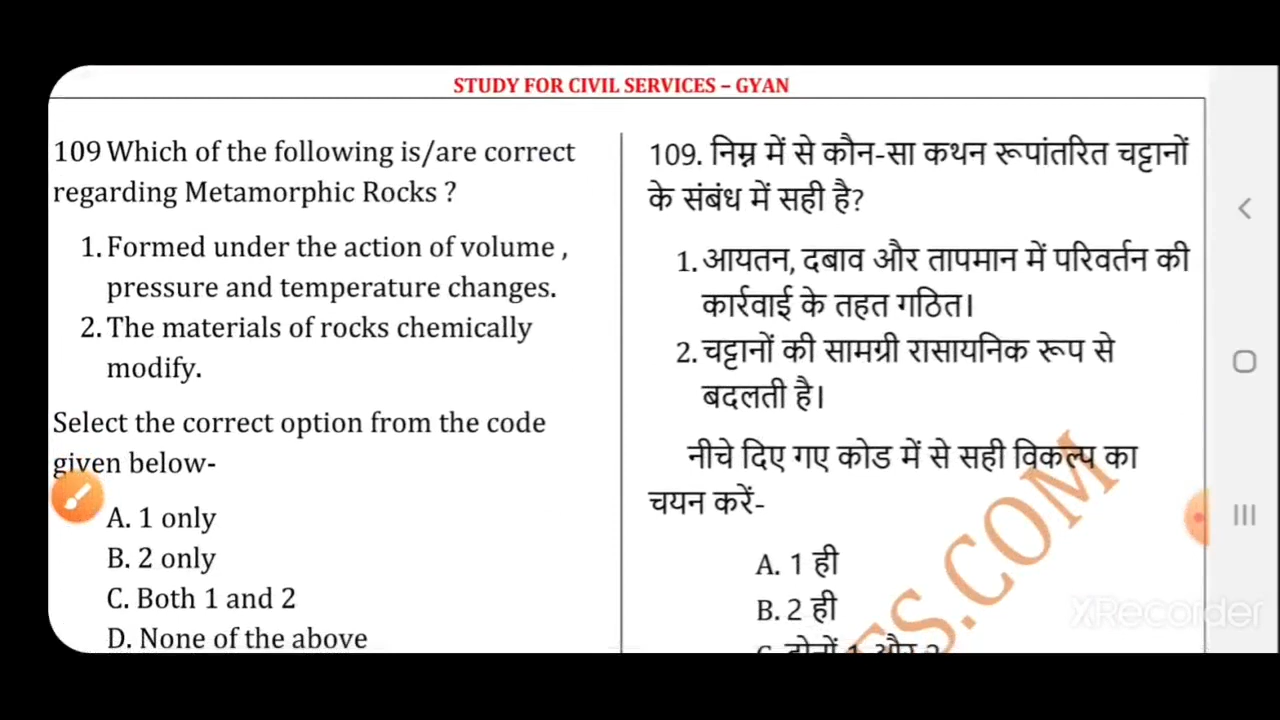 STUDY FOR CIVIL SERVICES – GYAN
109 Which of the following is/are correct
regarding Metamorphic Rocks ?
1. Formed under the action of volume ,
pressure and temperature changes.
2. The materials of rocks chemically
modify.
Select the correct option from the code
given below-
A. 1 only
B. 2 only
C. Both 1 and 2
D. None of the above
109. निम्न में से कौन-सा कथन रूपांतरित चट्टानों
के संबंध में सही है?
1. आयतन, दबाव और तापमान में परिवर्तन की
कार्रवाई के तहत गठित।
2. चट्टानों की सामग्री रासायनिक रूप से
बदलती है।
नीचे दिए गए कोड में से सही विकल्प का
चयन करें-
A. 1 ही
B. 2 ही
C. दोनों 1 और 2
ES.COM
XRecorder